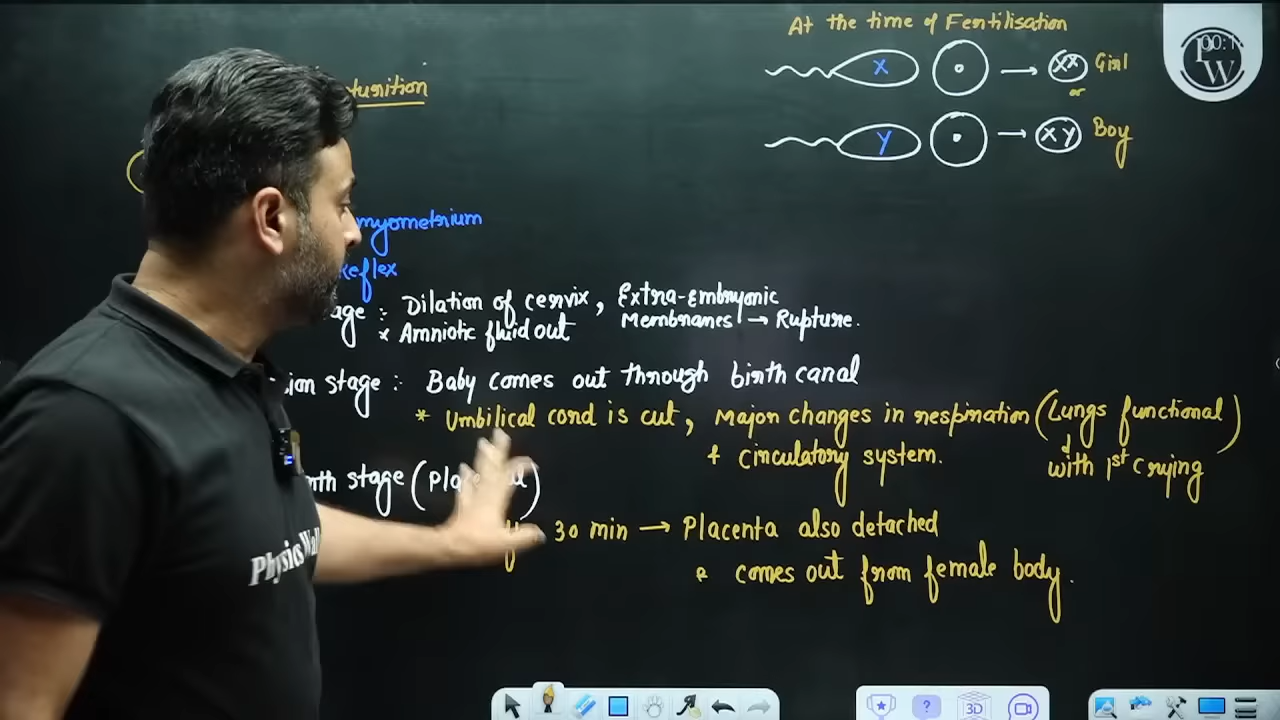 At the time of Fertilisation
X XX Girl
or
Y XY Boy
turition
myometrium
Reflex
age : Dilation of cervix, Extra-Embryonic
Membranes → Rupture.
x Amniotic fluid out
sion stage : Baby comes out through birth canal
* Umbilical cord is cut, Major changes in respiration (Lungs functional)
+ circulatory system. with 1st crying
stage (
30 min → Placenta also detached
& comes out from female body.
PW
Physics Wall
3D
?